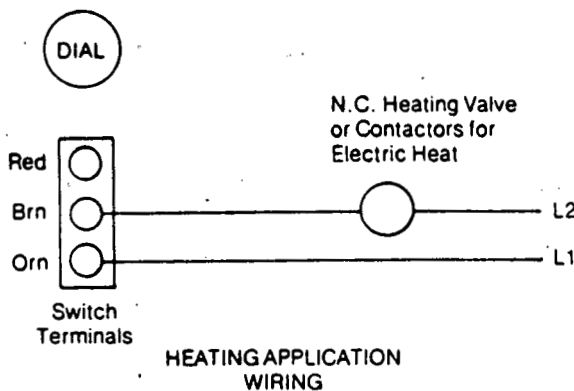 DIAL
N.C. Heating Valve
or Contactors for
Electric Heat
Red
Brn
L2
Orn
L1
Switch
Terminals
HEATING APPLICATION
WIRING